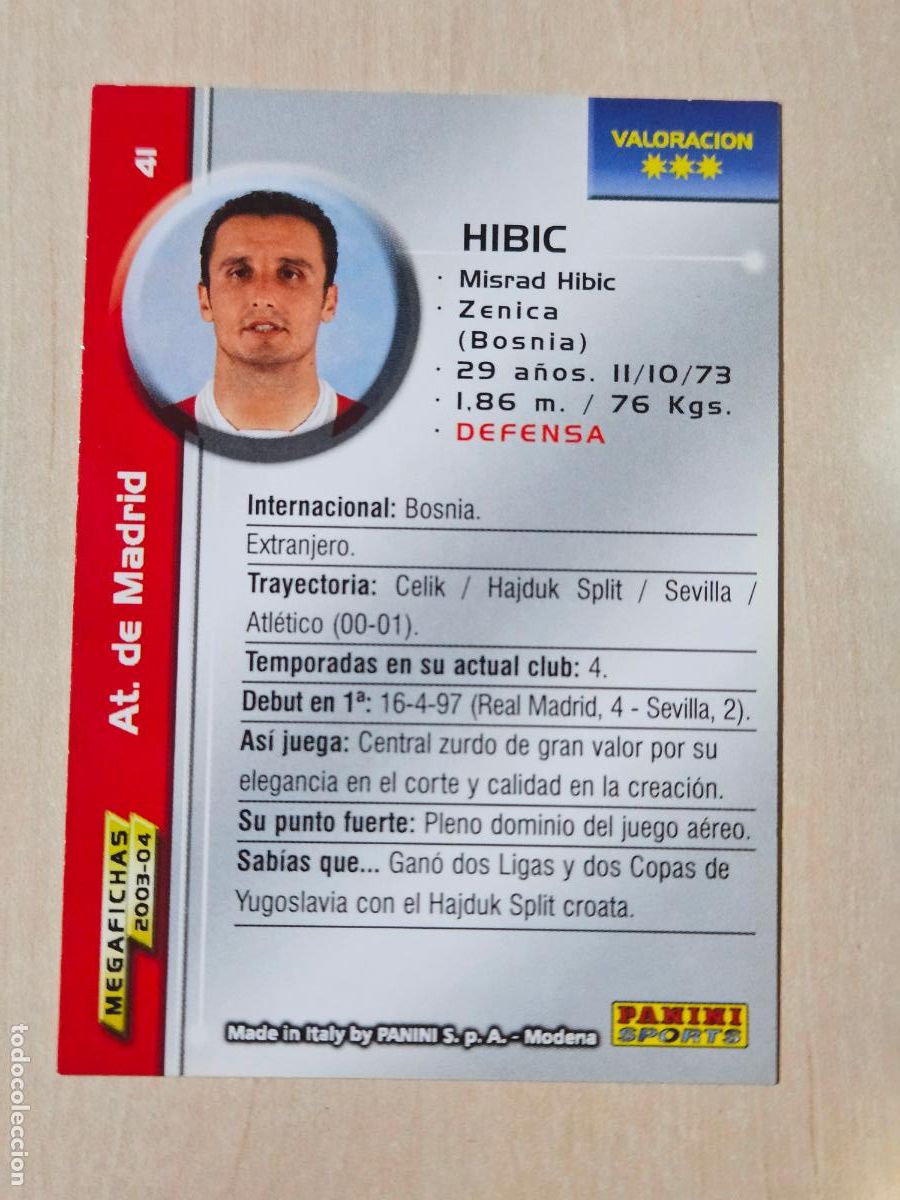 41
VALORACION
HIBIC
· Misrad Hibic
· Zenica
(Bosnia)
· 29 años. 11/10/73
· 1,86 m. / 76 Kgs.
· DEFENSA
At. de Madrid
Internacional: Bosnia.
Extranjero.
Trayectoria: Celik / Hajduk Split / Sevilla /
Atlético (00-01).
Temporadas en su actual club: 4.
Debut en 1ª: 16-4-97 (Real Madrid, 4 - Sevilla, 2).
Así juega: Central zurdo de gran valor por su
elegancia en el corte y calidad en la creación.
Su punto fuerte: Pleno dominio del juego aéreo.
Sabías que... Ganó dos Ligas y dos Copas de
Yugoslavia con el Hajduk Split croata.
MEGAFICHAS
2003-04
Made in Italy by PANINI S. p. A. - Modena
PANINI
SPORTS
todocoleccion